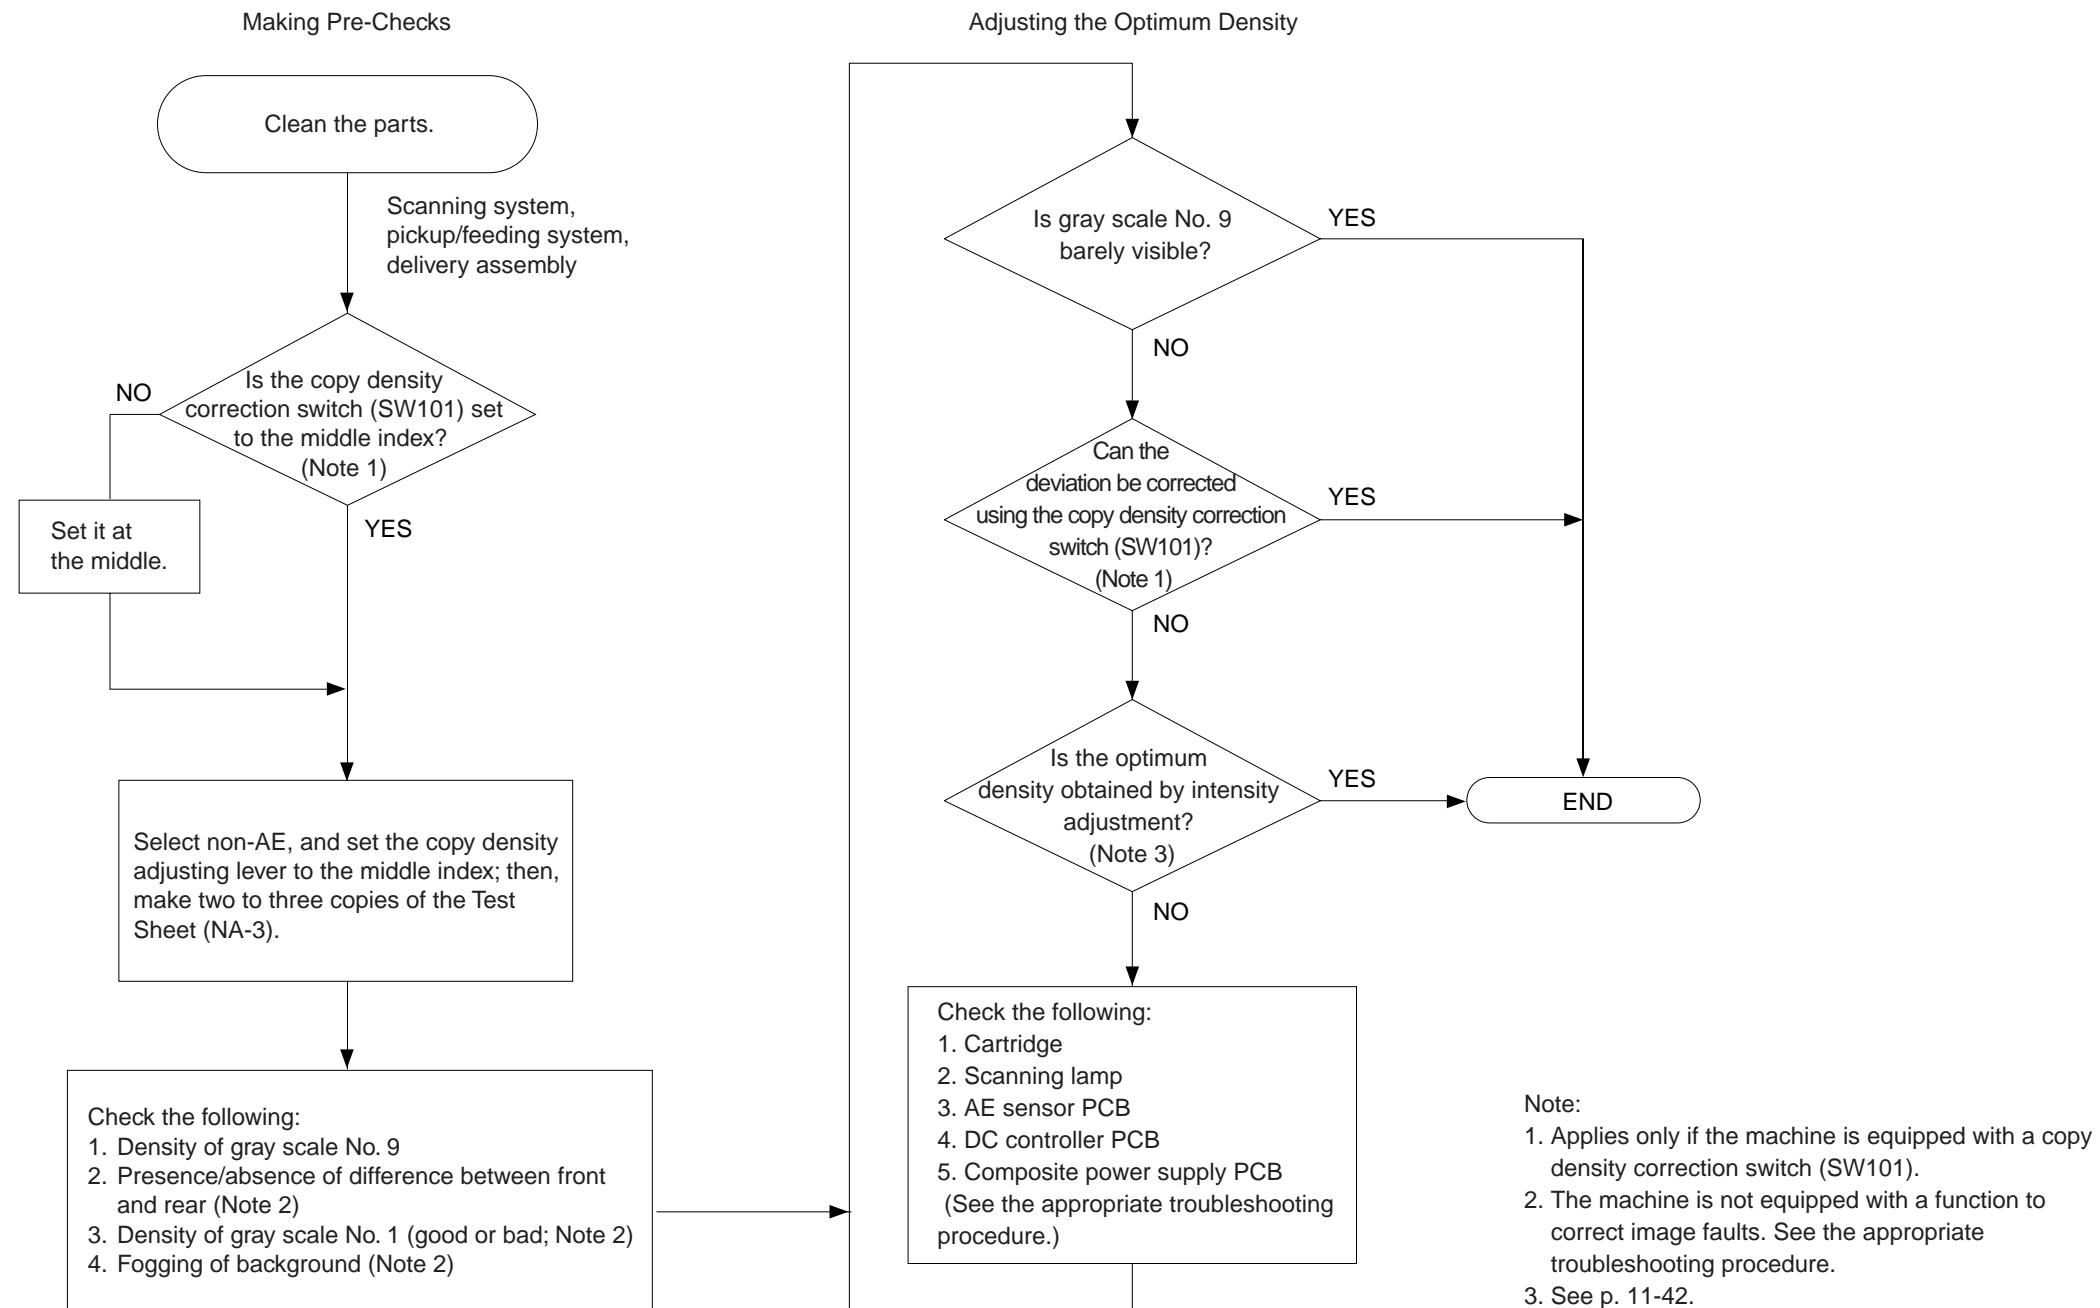 Making Pre-Checks
Clean the parts.
Scanning system,
pickup/feeding system,
delivery assembly
NO
Is the copy density
correction switch (SW101) set
to the middle index?
(Note 1)
Set it at
the middle.
YES
Select non-AE, and set the copy density
adjusting lever to the middle index; then,
make two to three copies of the Test
Sheet (NA-3).
Check the following:
1. Density of gray scale No. 9
2. Presence/absence of difference between front
and rear (Note 2)
3. Density of gray scale No. 1 (good or bad; Note 2)
4. Fogging of background (Note 2)
Adjusting the Optimum Density
Is gray scale No. 9
barely visible?
YES
NO
Can the
deviation be corrected
using the copy density correction
switch (SW101)?
(Note 1)
YES
NO
Is the optimum
density obtained by intensity
adjustment?
(Note 3)
YES
END
NO
Check the following:
1. Cartridge
2. Scanning lamp
3. AE sensor PCB
4. DC controller PCB
5. Composite power supply PCB
(See the appropriate troubleshooting
procedure.)
Note:
1. Applies only if the machine is equipped with a copy
density correction switch (SW101).
2. The machine is not equipped with a function to
correct image faults. See the appropriate
troubleshooting procedure.
3. See p. 11-42.